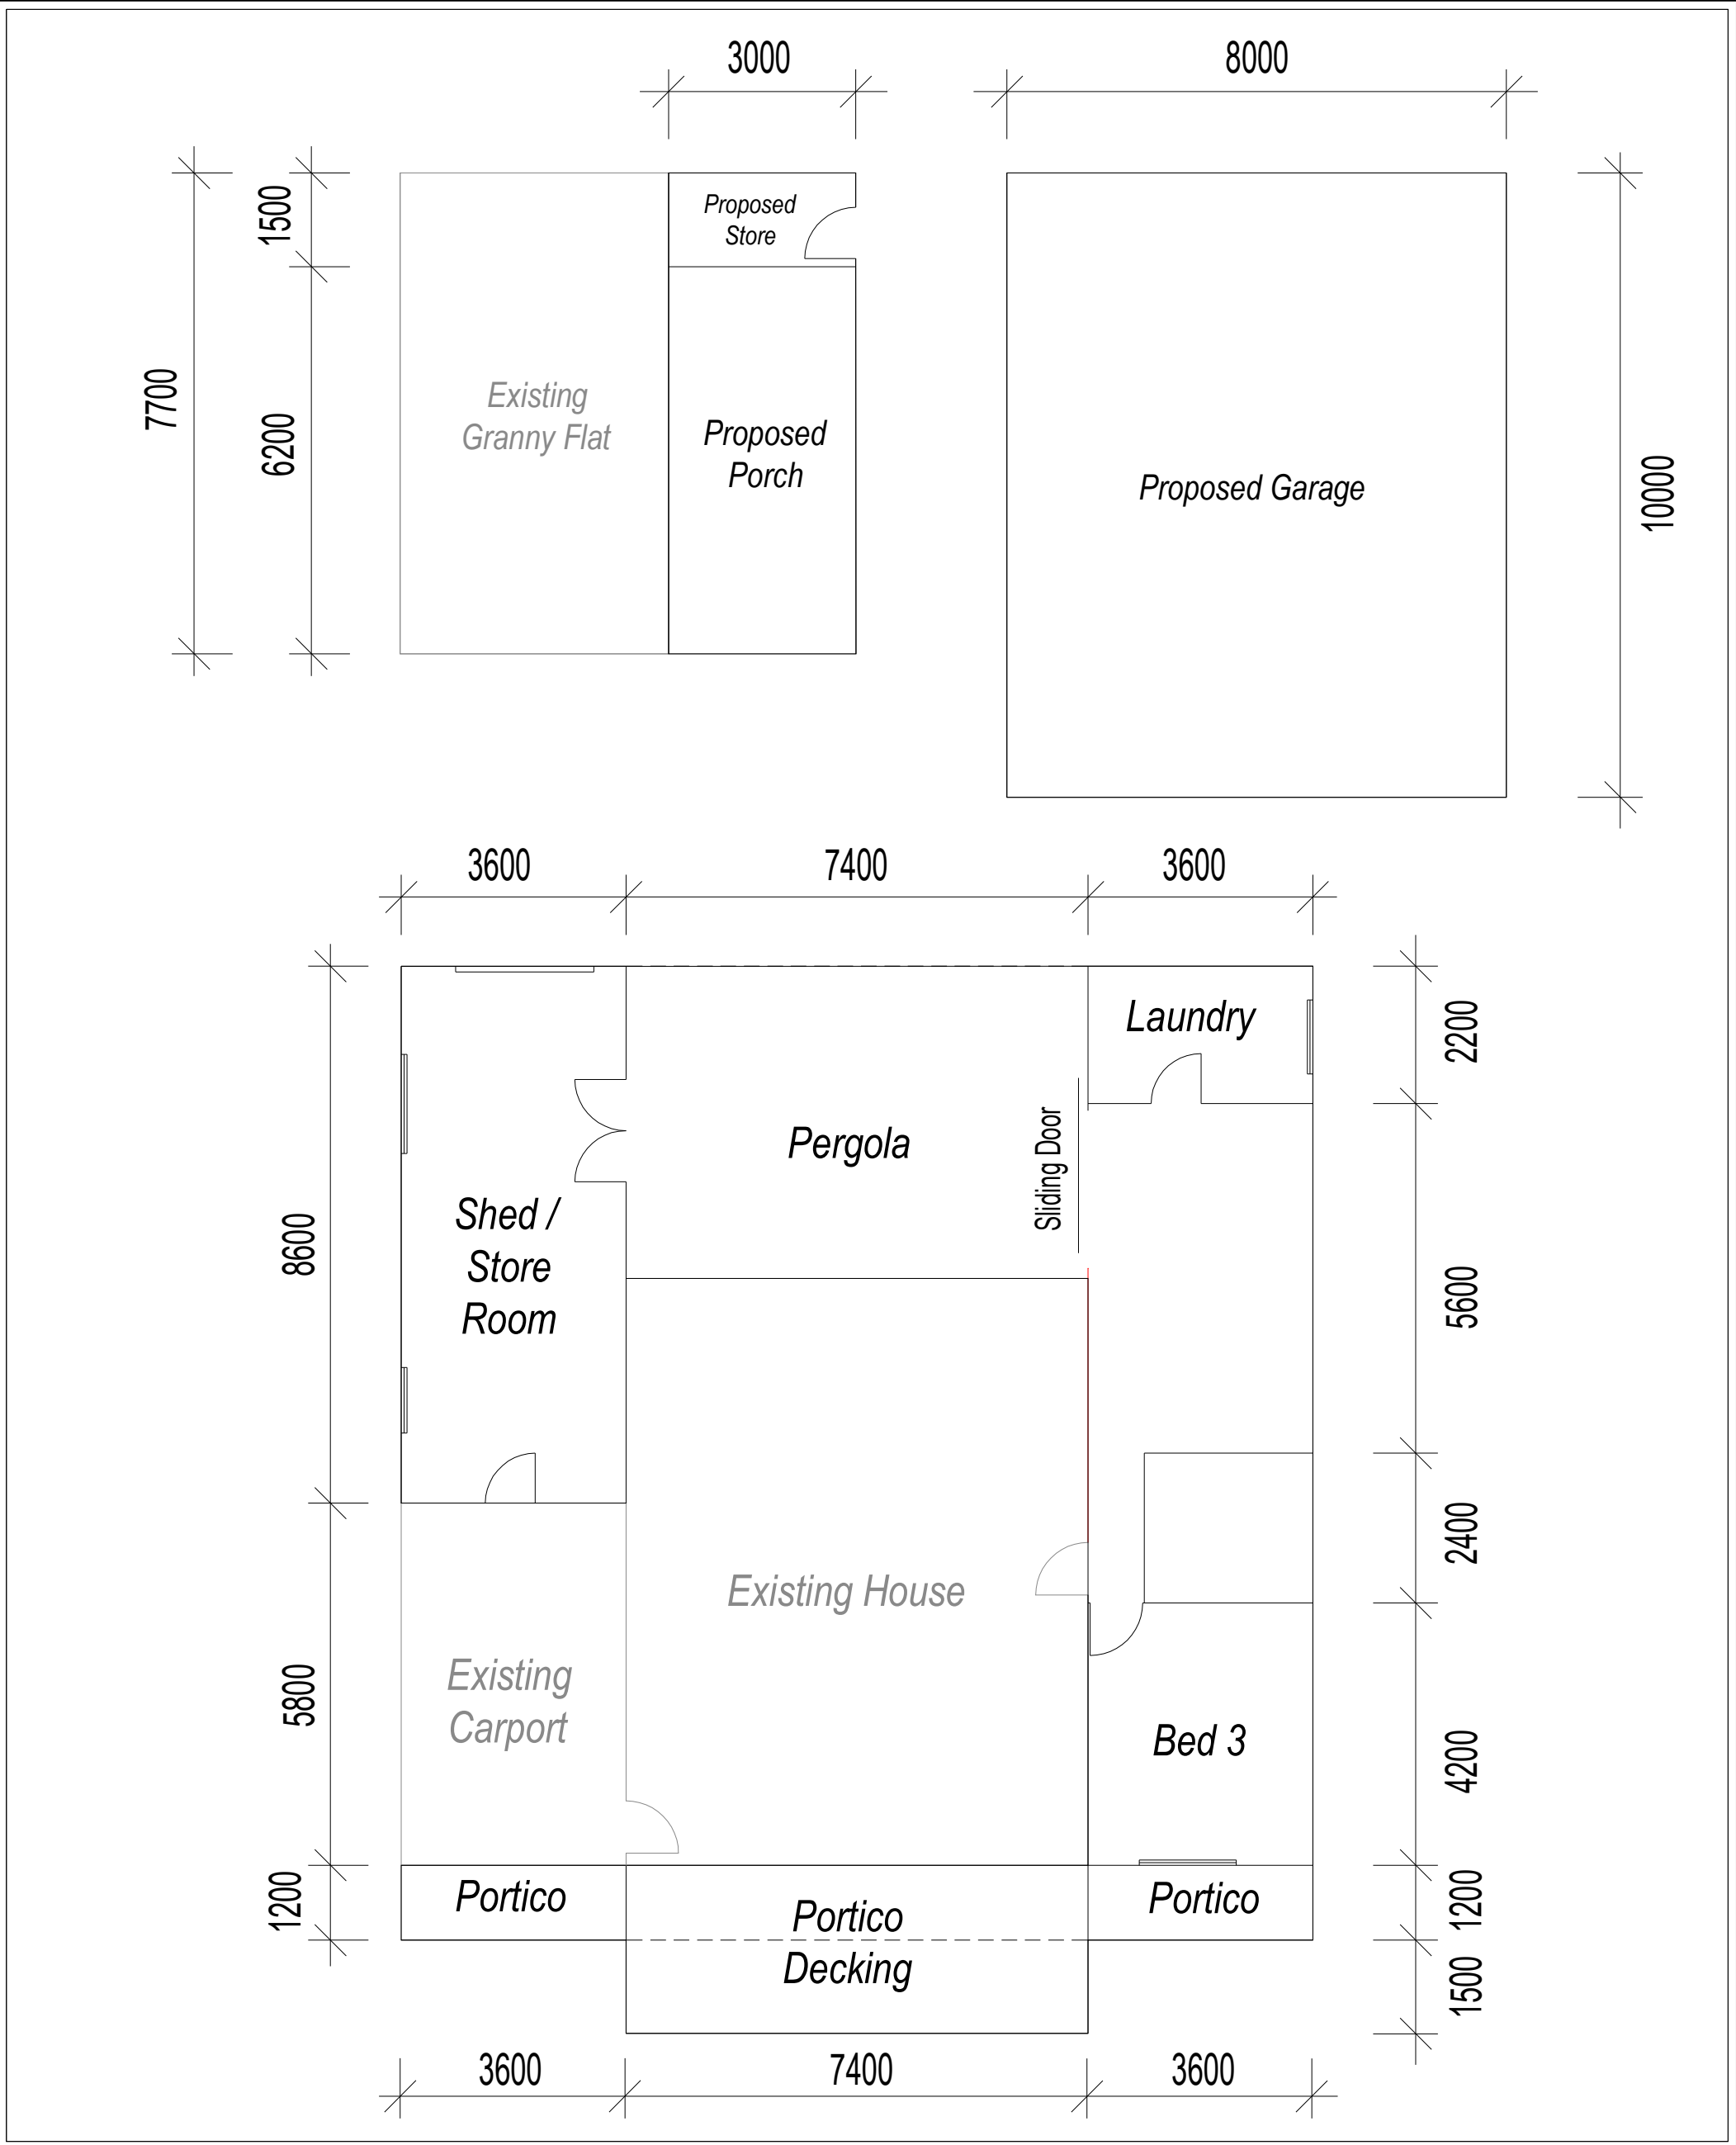 3000
8000
1500
Proposed
Store
7700
6200
Existing
Granny Flat
Proposed
Porch
Proposed Garage
10000
3600
7400
3600
Laundry
2200
Pergola
Sliding Door
Shed /
Store
Room
8600
5600
2400
Existing House
Existing
Carport
5800
Bed 3
4200
1200
Portico
Portico
Decking
Portico
1200
1500
3600
7400
3600